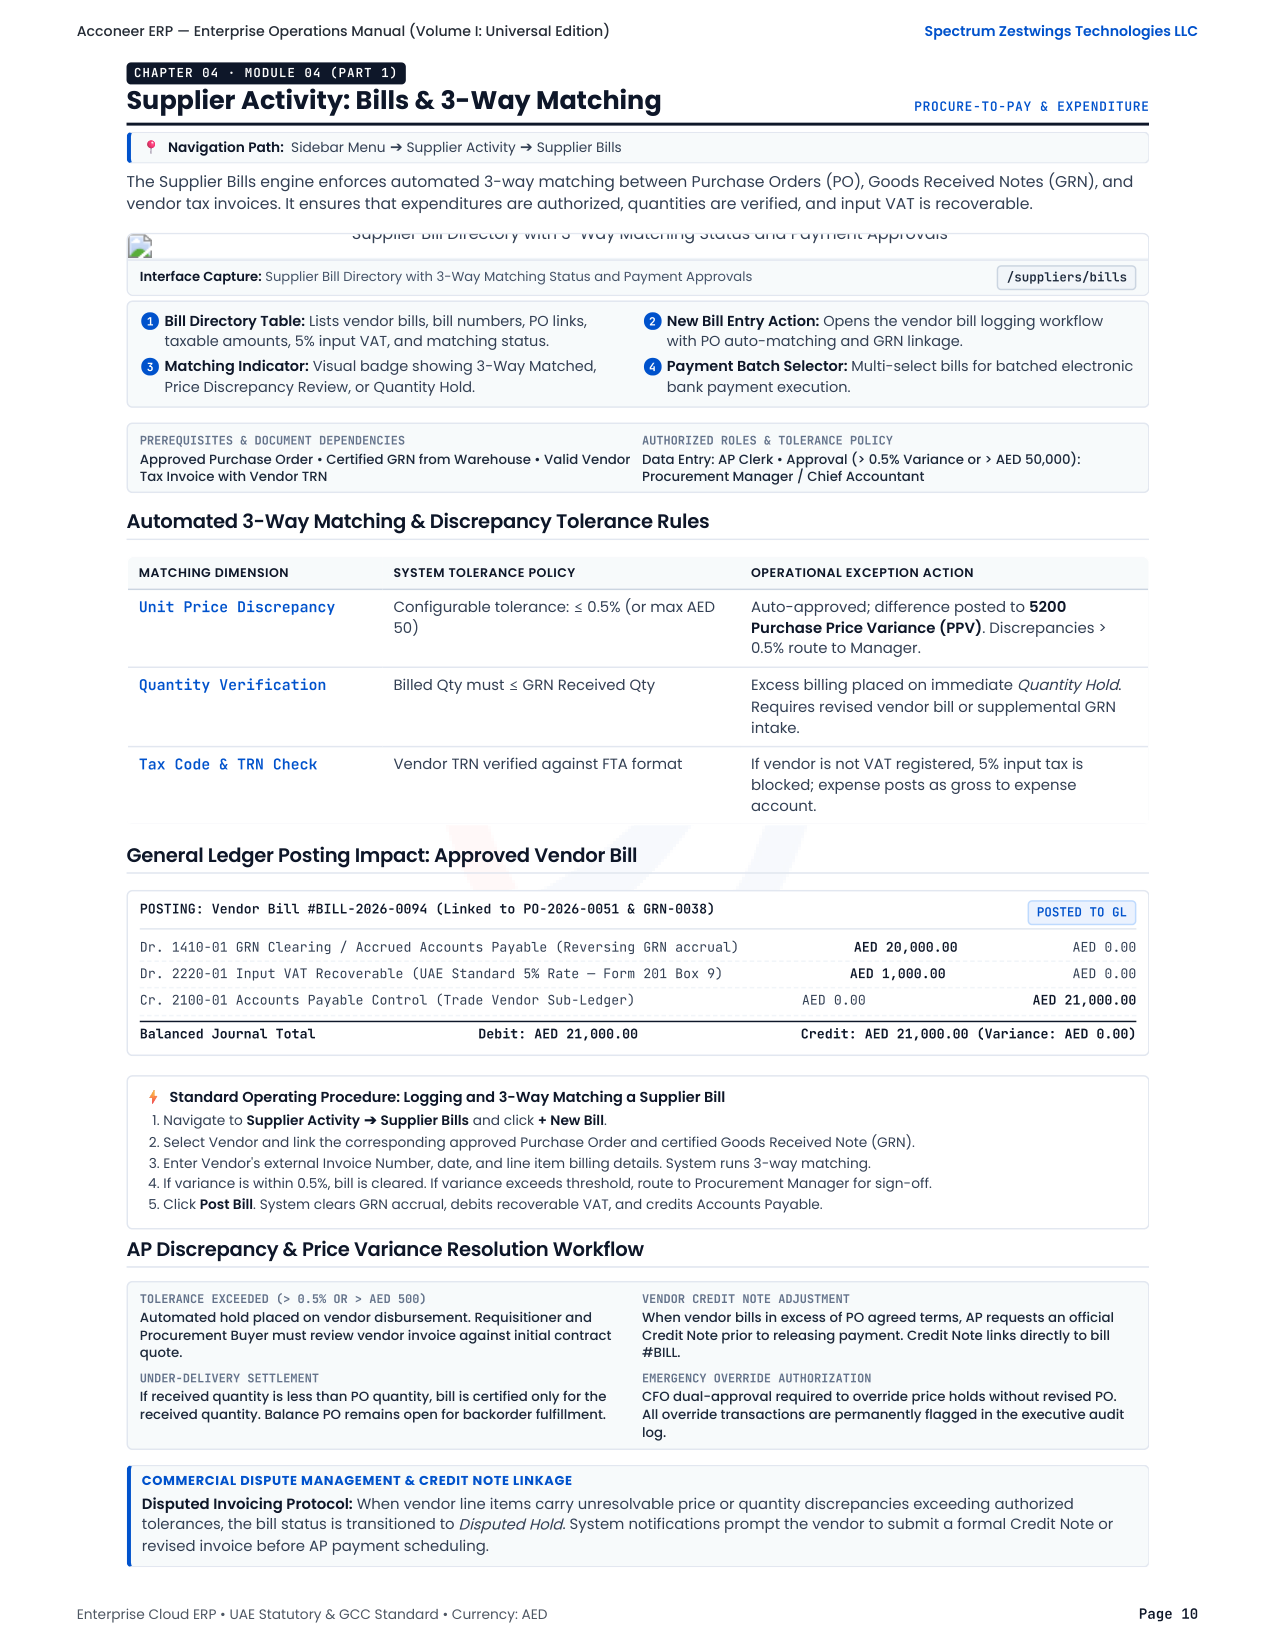 Acconeer ERP — Enterprise Operations Manual (Volume I: Universal Edition)
Spectrum Zestwings Technologies LLC
CHAPTER 04 · MODULE 04 (PART 1)
Supplier Activity: Bills & 3-Way Matching
PROCURE-TO-PAY & EXPENDITURE
Navigation Path: Sidebar Menu ➔ Supplier Activity ➔ Supplier Bills
The Supplier Bills engine enforces automated 3-way matching between Purchase Orders (PO), Goods Received Notes (GRN), and
vendor tax invoices. It ensures that expenditures are authorized, quantities are verified, and input VAT is recoverable.
Supplier Bill Directory with 3-Way Matching Status and Payment Approvals
Interface Capture: Supplier Bill Directory with 3-Way Matching Status and Payment Approvals
/suppliers/bills
1 Bill Directory Table: Lists vendor bills, bill numbers, PO links,
taxable amounts, 5% input VAT, and matching status.
2 New Bill Entry Action: Opens the vendor bill logging workflow
with PO auto-matching and GRN linkage.
3 Matching Indicator: Visual badge showing 3-Way Matched,
Price Discrepancy Review, or Quantity Hold.
4 Payment Batch Selector: Multi-select bills for batched electronic
bank payment execution.
PREREQUISITES & DOCUMENT DEPENDENCIES
Approved Purchase Order • Certified GRN from Warehouse • Valid Vendor
Tax Invoice with Vendor TRN
AUTHORIZED ROLES & TOLERANCE POLICY
Data Entry: AP Clerk • Approval (> 0.5% Variance or > AED 50,000):
Procurement Manager / Chief Accountant
Automated 3-Way Matching & Discrepancy Tolerance Rules
MATCHING DIMENSION
SYSTEM TOLERANCE POLICY
OPERATIONAL EXCEPTION ACTION
Unit Price Discrepancy
Configurable tolerance: ≤ 0.5% (or max AED
50)
Auto-approved; difference posted to 5200
Purchase Price Variance (PPV). Discrepancies >
0.5% route to Manager.
Quantity Verification
Billed Qty must ≤ GRN Received Qty
Excess billing placed on immediate Quantity Hold.
Requires revised vendor bill or supplemental GRN
intake.
Tax Code & TRN Check
Vendor TRN verified against FTA format
If vendor is not VAT registered, 5% input tax is
blocked; expense posts as gross to expense
account.
General Ledger Posting Impact: Approved Vendor Bill
POSTING: Vendor Bill #BILL-2026-0094 (Linked to PO-2026-0051 & GRN-0038)
POSTED TO GL
Dr. 1410-01 GRN Clearing / Accrued Accounts Payable (Reversing GRN accrual) AED 20,000.00 AED 0.00
Dr. 2220-01 Input VAT Recoverable (UAE Standard 5% Rate — Form 201 Box 9) AED 1,000.00 AED 0.00
Cr. 2100-01 Accounts Payable Control (Trade Vendor Sub-Ledger) AED 0.00 AED 21,000.00
Balanced Journal Total Debit: AED 21,000.00 Credit: AED 21,000.00 (Variance: AED 0.00)
Standard Operating Procedure: Logging and 3-Way Matching a Supplier Bill
1. Navigate to Supplier Activity ➔ Supplier Bills and click + New Bill.
2. Select Vendor and link the corresponding approved Purchase Order and certified Goods Received Note (GRN).
3. Enter Vendor's external Invoice Number, date, and line item billing details. System runs 3-way matching.
4. If variance is within 0.5%, bill is cleared. If variance exceeds threshold, route to Procurement Manager for sign-off.
5. Click Post Bill. System clears GRN accrual, debits recoverable VAT, and credits Accounts Payable.
AP Discrepancy & Price Variance Resolution Workflow
TOLERANCE EXCEEDED (> 0.5% OR > AED 500)
Automated hold placed on vendor disbursement. Requisitioner and
Procurement Buyer must review vendor invoice against initial contract
quote.
VENDOR CREDIT NOTE ADJUSTMENT
When vendor bills in excess of PO agreed terms, AP requests an official
Credit Note prior to releasing payment. Credit Note links directly to bill
#BILL.
UNDER-DELIVERY SETTLEMENT
If received quantity is less than PO quantity, bill is certified only for the
received quantity. Balance PO remains open for backorder fulfillment.
EMERGENCY OVERRIDE AUTHORIZATION
CFO dual-approval required to override price holds without revised PO.
All override transactions are permanently flagged in the executive audit
log.
COMMERCIAL DISPUTE MANAGEMENT & CREDIT NOTE LINKAGE
Disputed Invoicing Protocol: When vendor line items carry unresolvable price or quantity discrepancies exceeding authorized
tolerances, the bill status is transitioned to Disputed Hold. System notifications prompt the vendor to submit a formal Credit Note or
revised invoice before AP payment scheduling.
Enterprise Cloud ERP • UAE Statutory & GCC Standard • Currency: AED
Page 10